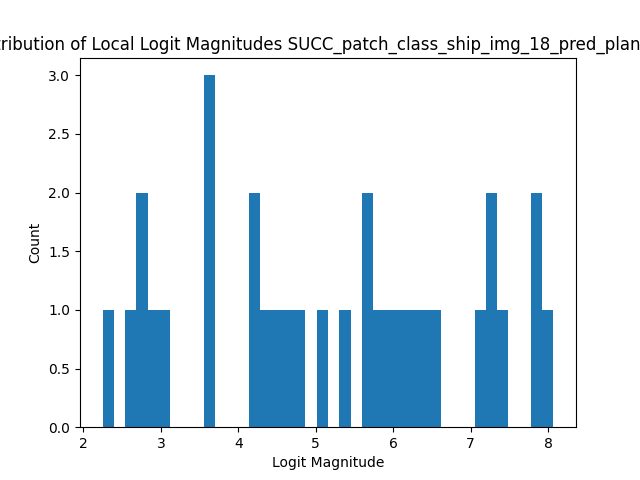 tribution of Local Logit Magnitudes SUCC_patch_class_ship_img_18_pred_plan
3.0
2.5
2.0
1.5
1.0
0.5
0.0
Count
2 3 4 5 6 7 8
Logit Magnitude